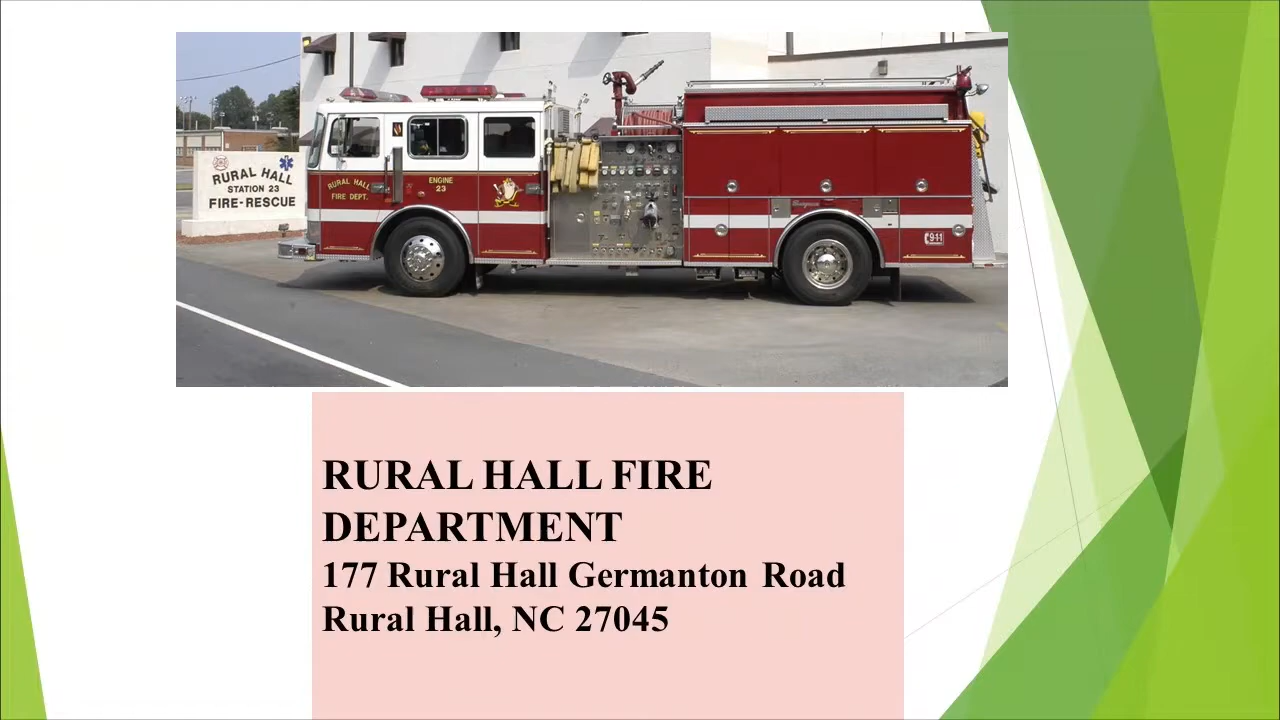 RURAL HALL
STATION 23
FIRE-RESCUE
RURAL HALL
FIRE DEPT.
ENGINE
23
911
RURAL HALL FIRE
DEPARTMENT
177 Rural Hall Germanton Road
Rural Hall, NC 27045